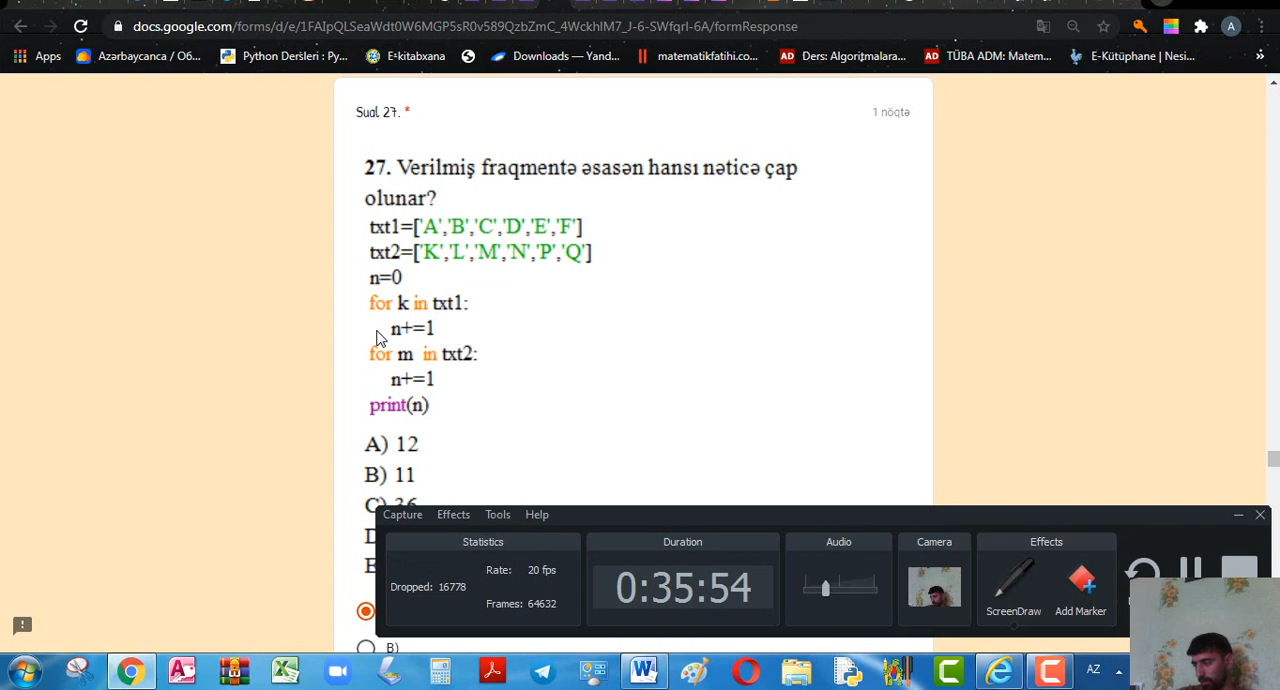 docs.google.com/forms/d/e/1FAIpQLSeaWdt0W6MGP5sR0v589QzbZmC_4WckhlM7_J-6-SWfqrl-6A/formResponse
A
Apps
Azərbaycanca / Об...
Python Dersleri : Py...
E-kitabxana
Downloads — Yand...
matematikfatihi.co...
AD Ders: Algoritmalara...
AD TÜBA ADM: Matem...
E-Kütüphane | Nesi...
»
Sual 27. *
1 nöqtə
27. Verilmiş fraqmentə əsasən hansı nəticə çap
olunar?
txt1=['A','B','C','D','E','F']
txt2=['K','L','M','N','P','Q']
n=0
for k in txt1:
n+=1
for m in txt2:
n+=1
print(n)
A) 12
B) 11
C) 36
D
E
B)
Capture Effects Tools Help
Statistics
Duration
Audio
Camera
Effects
Dropped: 16778
Rate: 20 fps
Frames: 64632
0:35:54
ScreenDraw
Add Marker
AZ